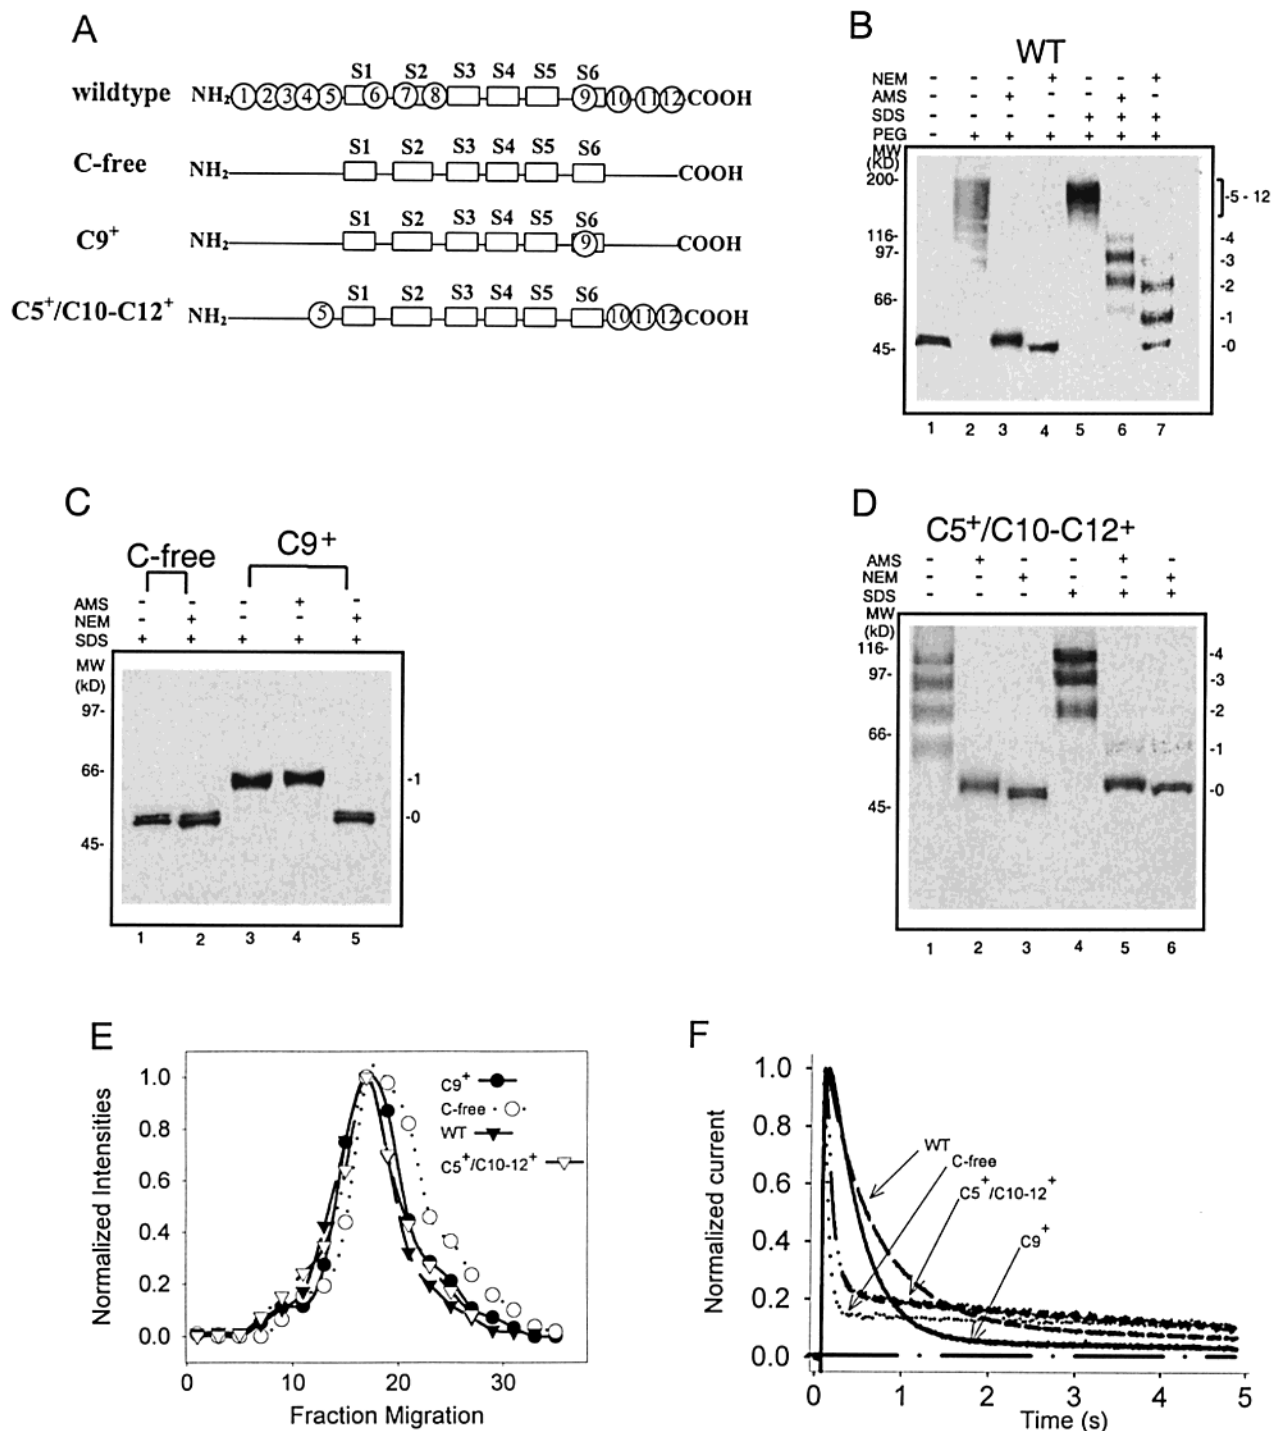 A
wildtype NH₂ 1 2 3 4 5 S1 6 S2 7 8 S3 S4 S5 S6 9 10 11 12 COOH
C-free NH₂ S1 S2 S3 S4 S5 S6 COOH
C9⁺ NH₂ S1 S2 S3 S4 S5 S6 9 COOH
C5⁺/C10-C12⁺ NH₂ 5 S1 S2 S3 S4 S5 S6 10 11 12 COOH
B
WT
NEM - - - + - - +
AMS - - + - - + -
SDS - - - - + + +
PEG - + + + + + +
MW
(KD)
200-
116-
97-
66-
45-
-5 - 12
-4
-3
-2
-1
-0
1 2 3 4 5 6 7
C
C-free C9⁺
AMS - - - + -
NEM - + - - +
SDS + + + + +
MW
(kD)
97-
66-
45-
-1
-0
1 2 3 4 5
D
C5⁺/C10-C12⁺
AMS - + - - + -
NEM - - + - - +
SDS - - - + + +
MW
(kD)
116-
97-
66-
45-
-4
-3
-2
-1
-0
1 2 3 4 5 6
E
Normalized Intensities
1.0
0.8
0.6
0.4
0.2
0.0
C9⁺
C-free
WT
C5⁺/C10-12⁺
0 10 20 30
Fraction Migration
F
Normalized current
1.0
0.8
0.6
0.4
0.2
0.0
WT
C-free
C5⁺/C10-12⁺
C9⁺
0 1 2 3 4 5
Time (s)